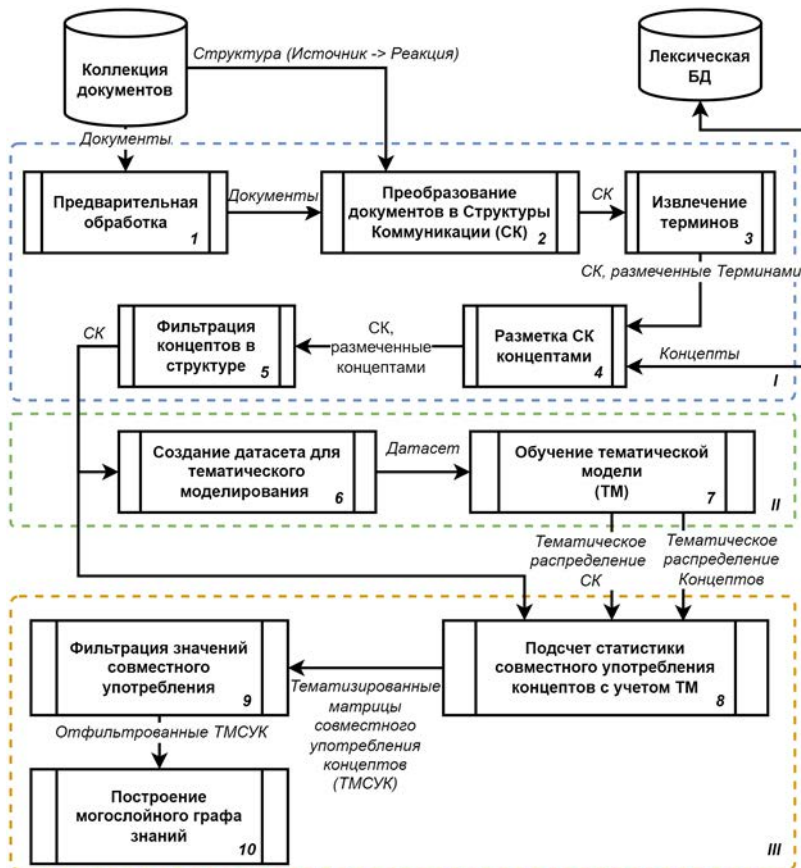 Коллекция
документов
Структура (Источник -> Реакция)
Лексическая
БД
Документы
Предварительная
обработка
1
Документы
Преобразование
документов в Структуры
Коммуникации (СК)
2
СК
Извлечение
терминов
3
СК, размеченные Терминами
СК
Фильтрация
концептов в
структуре
5
СК,
размеченные
концептами
Разметка СК
концептами
4
Концепты
I
Создание датасета для
тематического
моделирования
6
Датасет
Обучение тематической
модели
(ТМ)
7
II
Тематическое
распределение
СК
Тематическое
распределение
Концептов
Фильтрация значений
совместного
употребления
9
Тематизированные
матрицы
совместного
употребления
концептов
(ТМСУК)
Подсчет статистики
совместного употребления
концептов с учетом ТМ
8
Отфильтрованные ТМСУК
Построение
могослойного графа
знаний
10
III